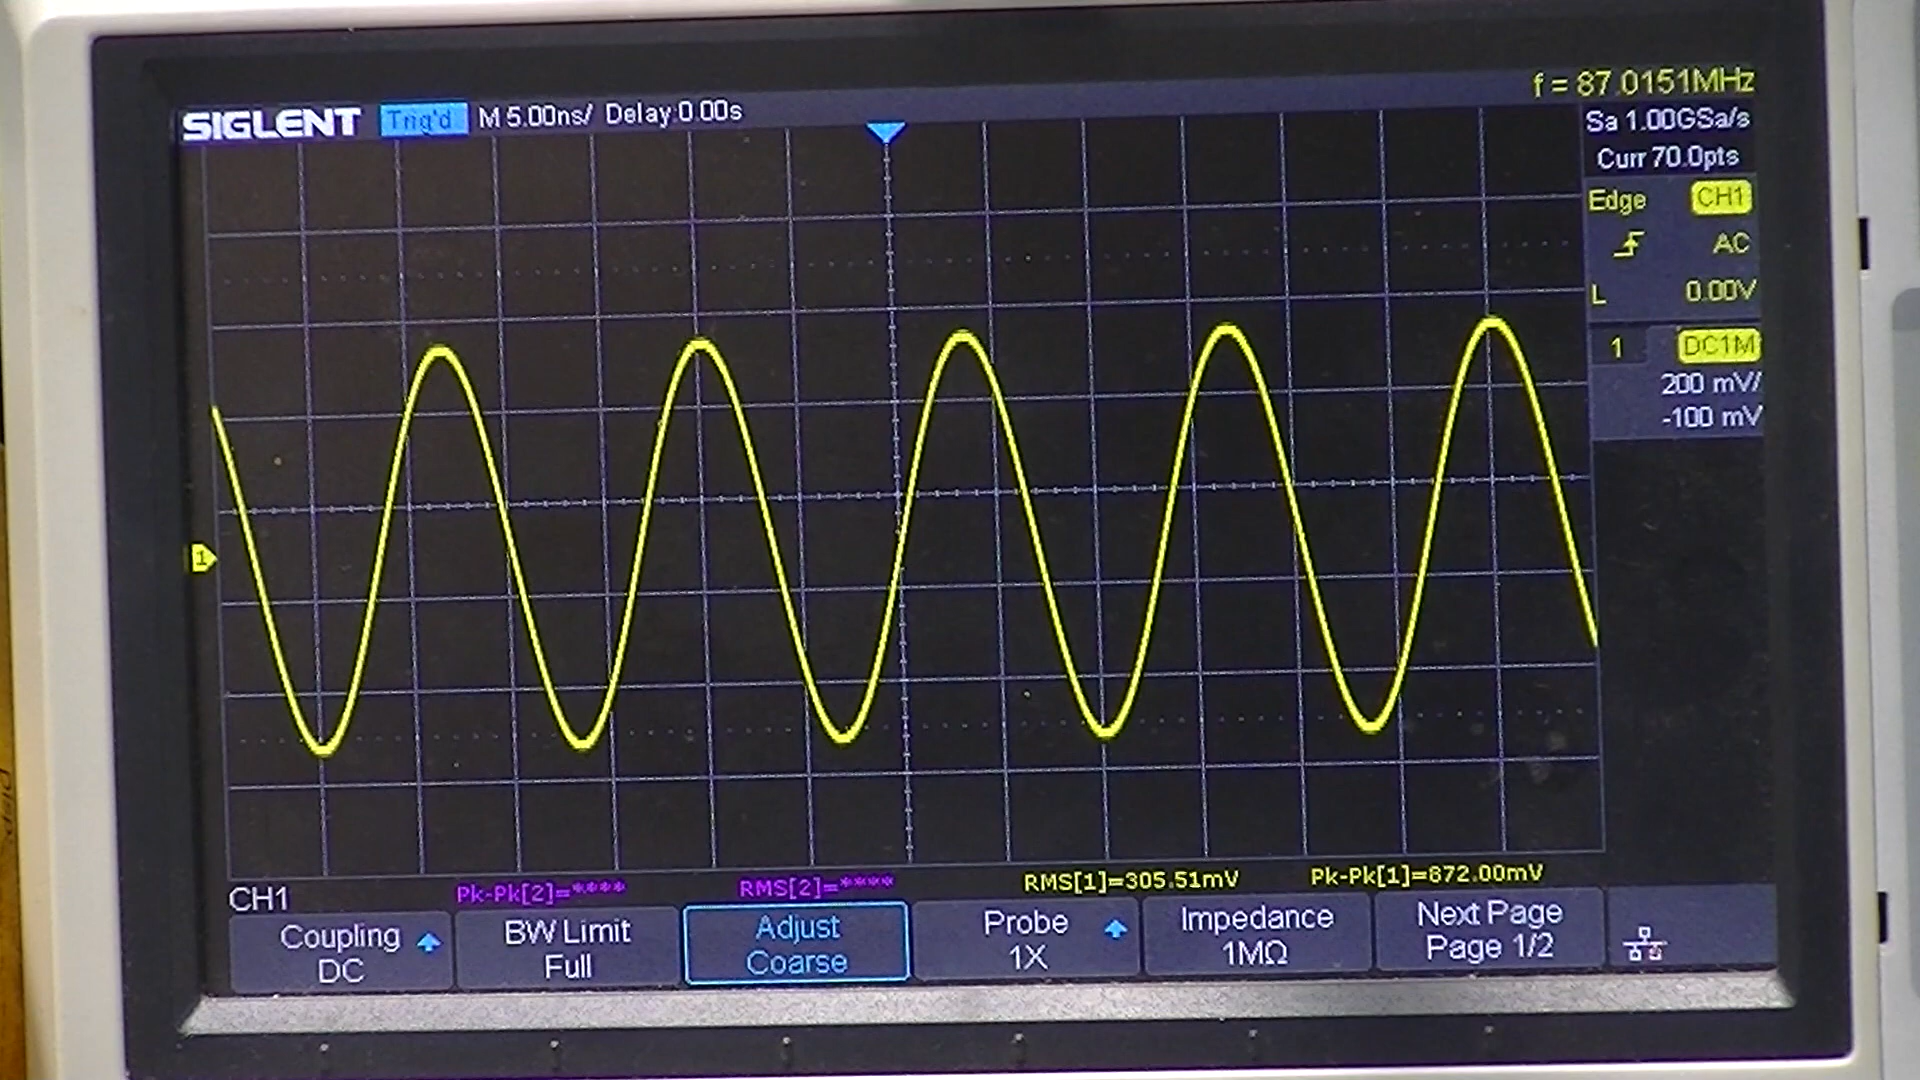 f = 87.0151MHz
SIGLENT Trig'd M 5.00ns/ Delay 0.00s
Sa 1.00GSa/s
Curr 70.0pts
Edge CH1
AC
L 0.00V
1 DC1M
200 mV/
-100 mV
1
CH1 Pk-Pk[2]=**** RMS[2]=**** RMS[1]=305.51mV Pk-Pk[1]=872.00mV
Coupling
DC
BW Limit
Full
Adjust
Coarse
Probe
1X
Impedance
1MΩ
Next Page
Page 1/2